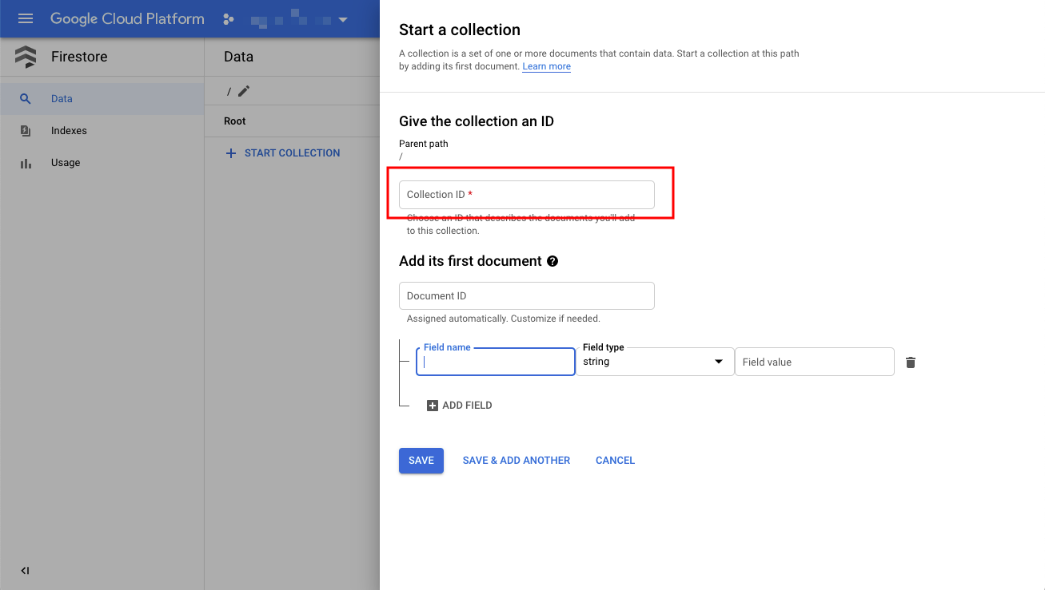 Google Cloud Platform
Firestore
Data
Indexes
Usage
Data
/
Root
START COLLECTION
Start a collection
A collection is a set of one or more documents that contain data. Start a collection at this path
by adding its first document. Learn more
Give the collection an ID
Parent path
/
Collection ID *
Choose an ID that describes the documents you'll add
to this collection.
Add its first document
Document ID
Assigned automatically. Customize if needed.
Field name
Field type
string
Field value
ADD FIELD
SAVE SAVE & ADD ANOTHER CANCEL